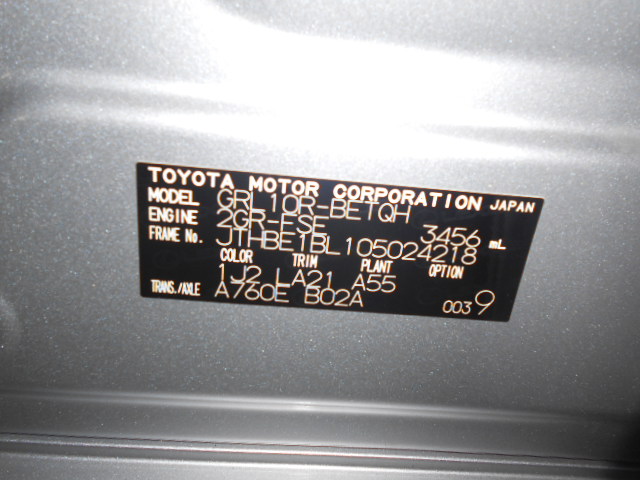 TOYOTA MOTOR CORPORATION JAPAN
MODEL GRL10R-BETQH
ENGINE 2GR-FSE 3456 mL
FRAME No. JTHBE1BL105024218
COLOR TRIM PLANT OPTION
1J2 LA21 A55
TRANS./AXLE A760E B02A
0039